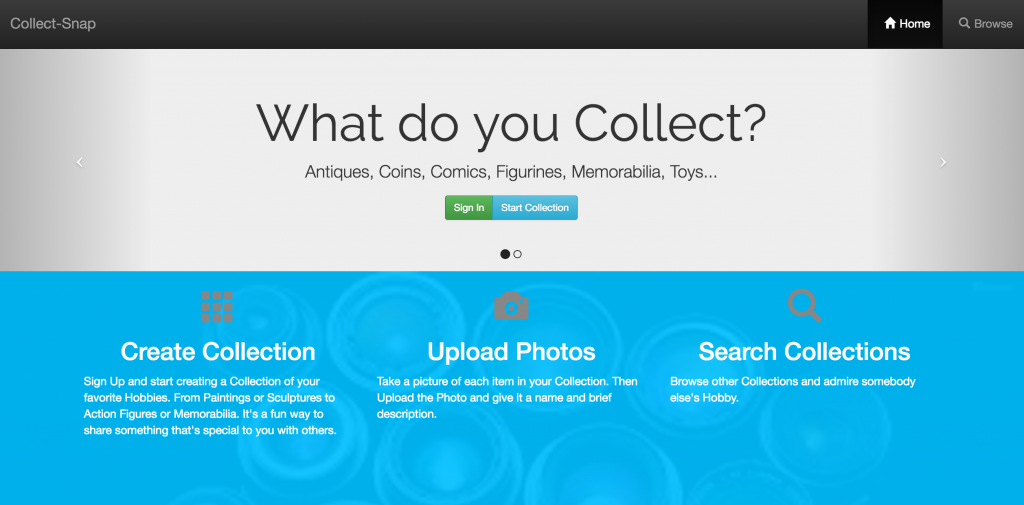 Collect-Snap
Home
Browse
What do you Collect?
Antiques, Coins, Comics, Figurines, Memorabilia, Toys...
Sign In
Start Collection
Create Collection
Sign Up and start creating a Collection of your
favorite Hobbies. From Paintings or Sculptures to
Action Figures or Memorabilia. It's a fun way to
share something that's special to you with others.
Upload Photos
Take a picture of each item in your Collection. Then
Upload the Photo and give it a name and brief
description.
Search Collections
Browse other Collections and admire somebody
else's Hobby.